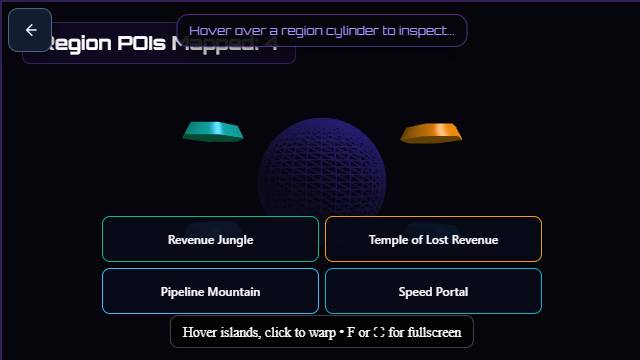 Hover over a region cylinder to inspect...
Region POIs Mapped: 4
Revenue Jungle
Temple of Lost Revenue
Pipeline Mountain
Speed Portal
Hover islands, click to warp • F or ⛶ for fullscreen